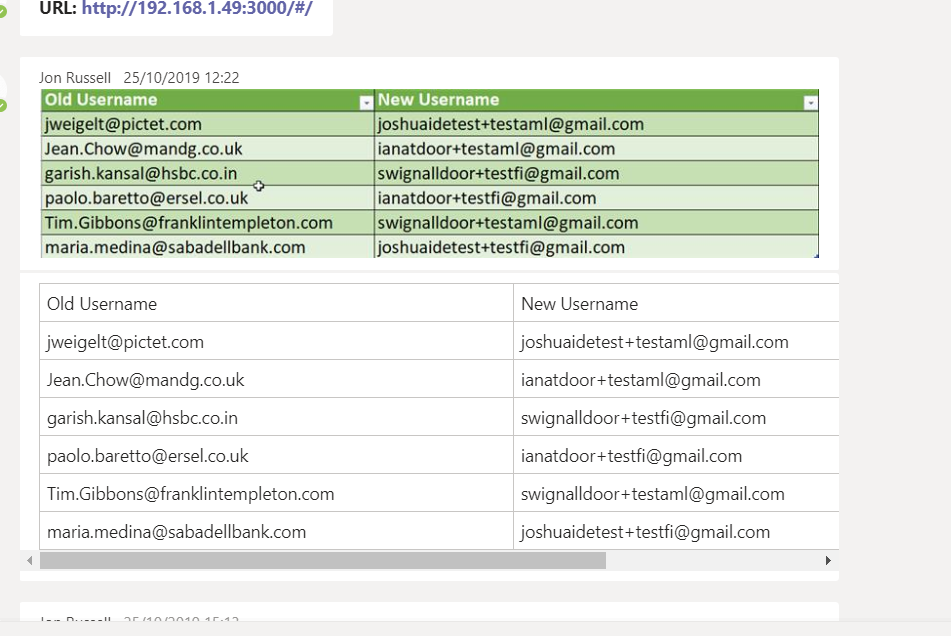 URL: http://192.168.1.49:3000/#/
Jon Russell 25/10/2019 12:22
Old Username New Username
jweigelt@pictet.com joshuaidetest+testaml@gmail.com
Jean.Chow@mandg.co.uk ianatdoor+testaml@gmail.com
garish.kansal@hsbc.co.in swignalldoor+testfi@gmail.com
paolo.baretto@ersel.co.uk ianatdoor+testfi@gmail.com
Tim.Gibbons@franklintempleton.com swignalldoor+testaml@gmail.com
maria.medina@sabadellbank.com joshuaidetest+testfi@gmail.com
Old Username New Username
jweigelt@pictet.com joshuaidetest+testaml@gmail.com
Jean.Chow@mandg.co.uk ianatdoor+testaml@gmail.com
garish.kansal@hsbc.co.in swignalldoor+testfi@gmail.com
paolo.baretto@ersel.co.uk ianatdoor+testfi@gmail.com
Tim.Gibbons@franklintempleton.com swignalldoor+testaml@gmail.com
maria.medina@sabadellbank.com joshuaidetest+testfi@gmail.com
Jon Russell 25/10/2019